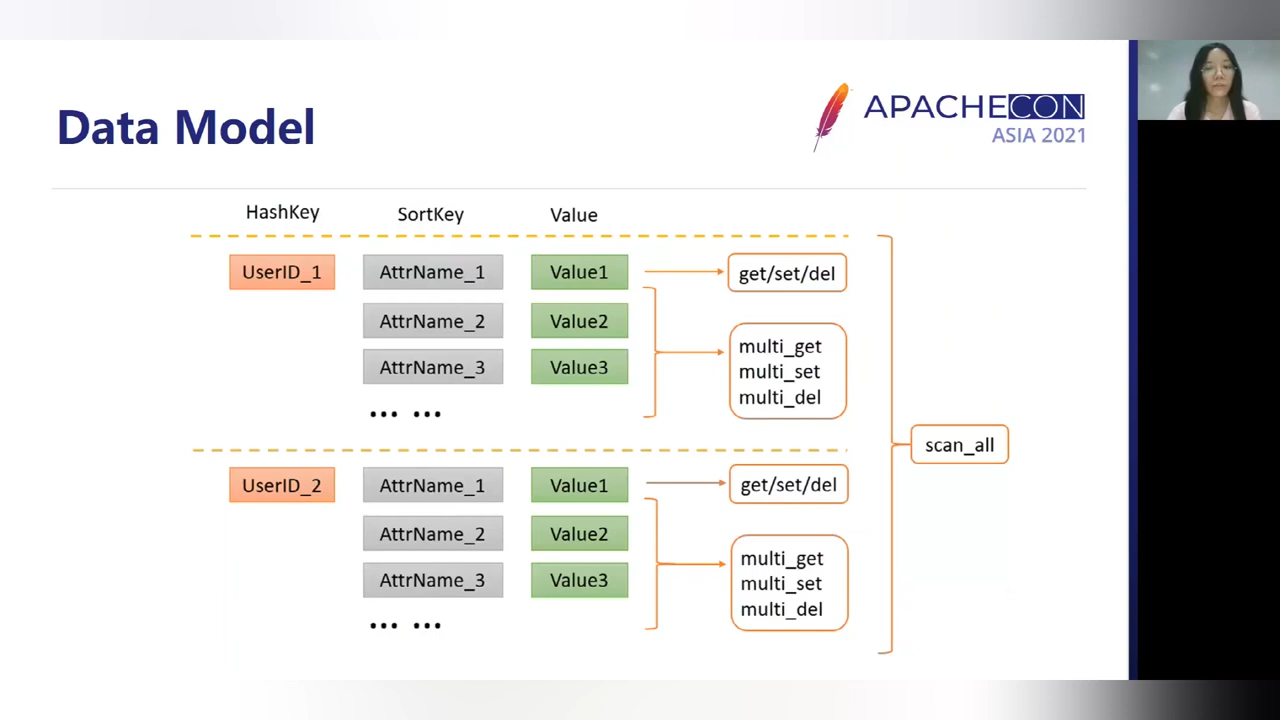 Data Model
APACHECON
ASIA 2021
HashKey SortKey Value
UserID_1 AttrName_1 Value1 get/set/del
AttrName_2 Value2
AttrName_3 Value3
multi_get
multi_set
multi_del
... ...
scan_all
UserID_2 AttrName_1 Value1 get/set/del
AttrName_2 Value2
AttrName_3 Value3
multi_get
multi_set
multi_del
... ...